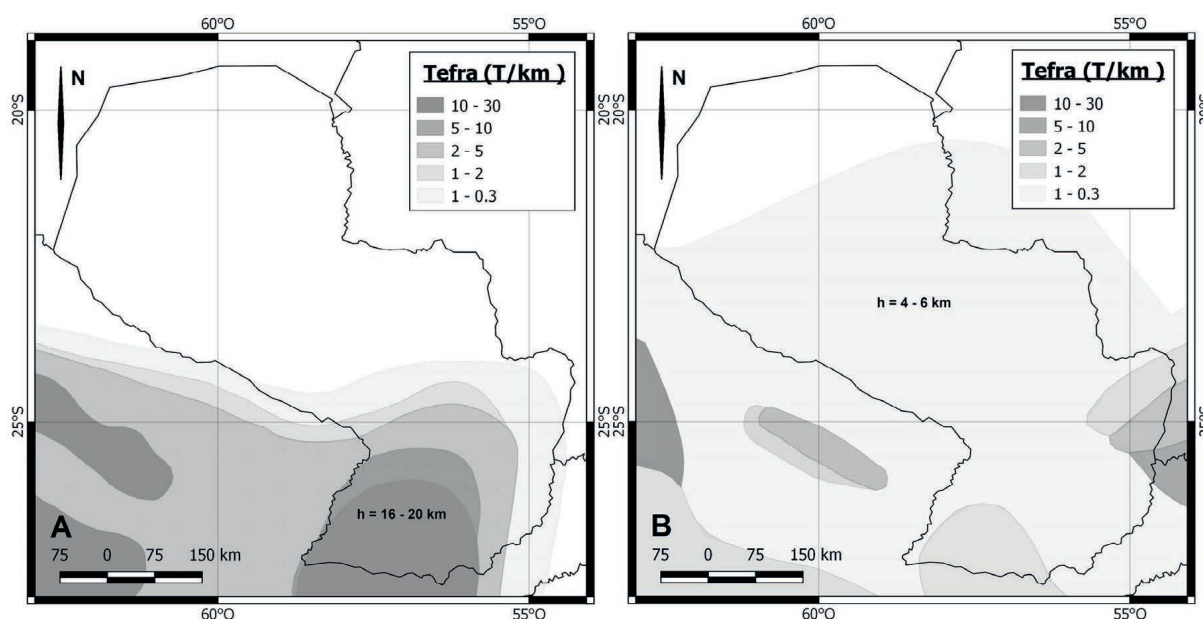 60°O
55°O
N
Tefra (T/km )
10 - 30
5 - 10
2 - 5
1 - 2
1 - 0.3
20°S
25°S
h = 16 - 20 km
A
75 0 75 150 km
60°O
55°O
60°O
55°O
N
Tefra (T/km )
10 - 30
5 - 10
2 - 5
1 - 2
1 - 0.3
20°S
20°S
h = 4 - 6 km
25°S
25°S
B
75 0 75 150 km
60°O
55°O